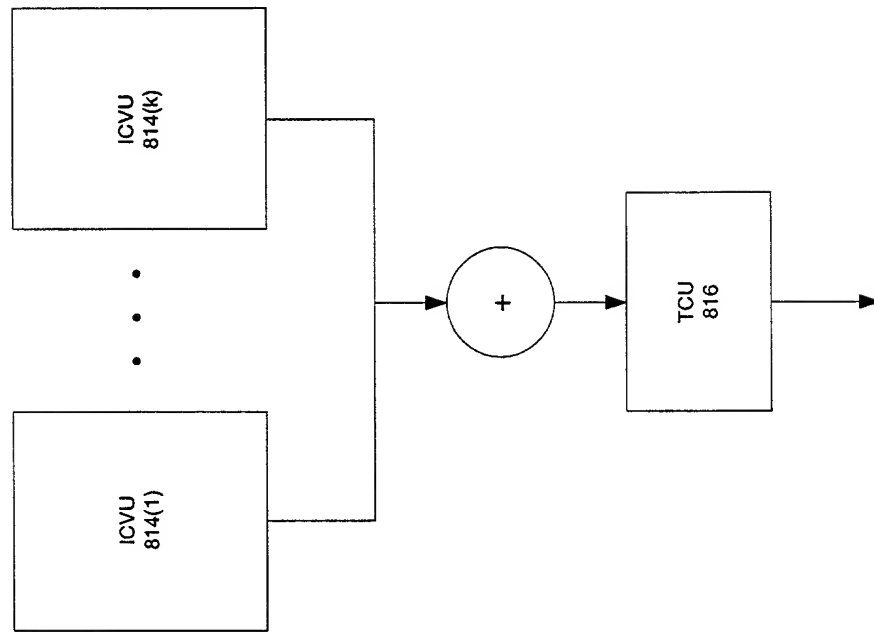 ICVU
814(1)
ICVU
814(k)
+
TCU
816